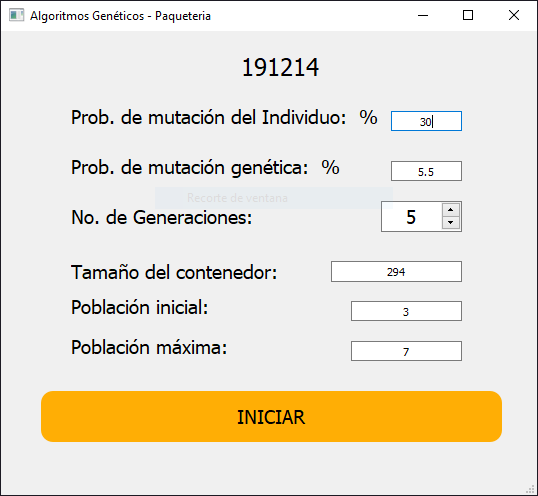 Algoritmos Genéticos - Paqueteria
191214
Prob. de mutación del Individuo: % 30
Prob. de mutación genética: % 5.5
Recorte de ventana
No. de Generaciones: 5
Tamaño del contenedor: 294
Población inicial: 3
Población máxima: 7
INICIAR